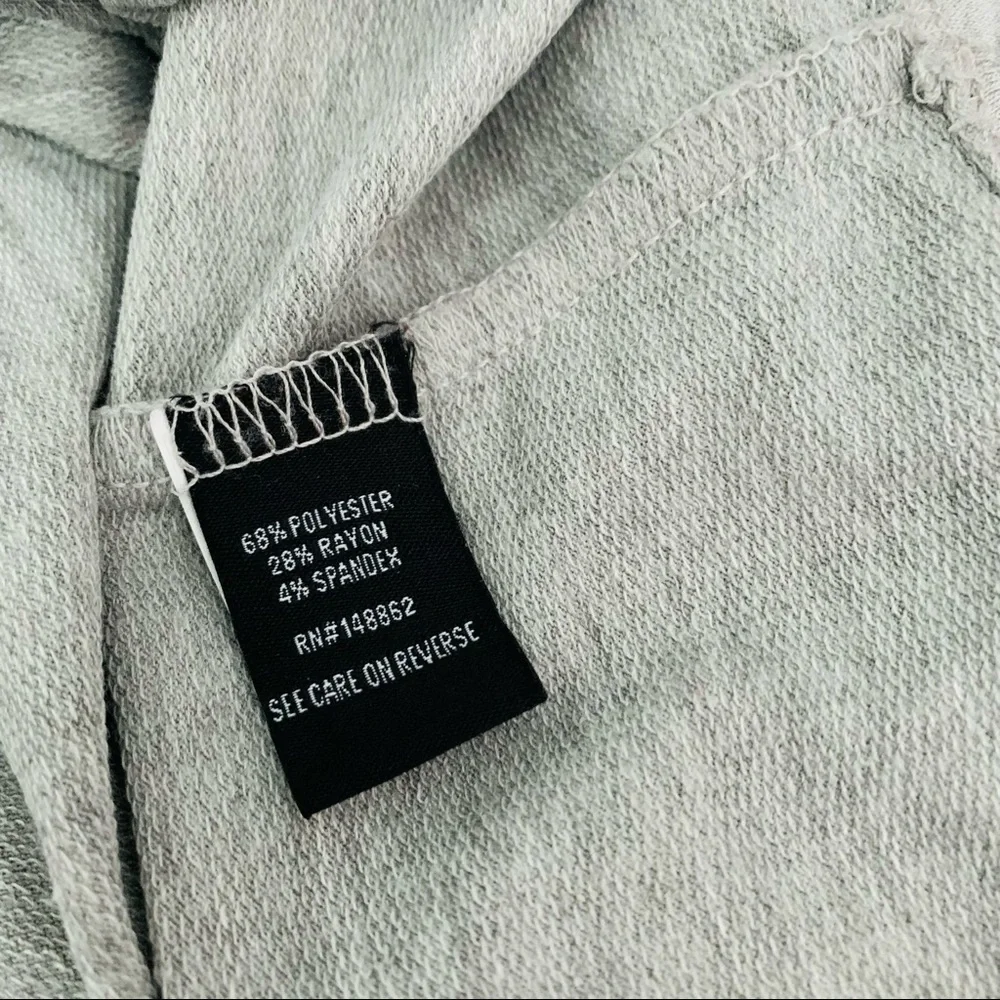 68% POLYESTER
28% RAYON
4% SPANDEX
RN#148862
SEE CARE ON REVERSE